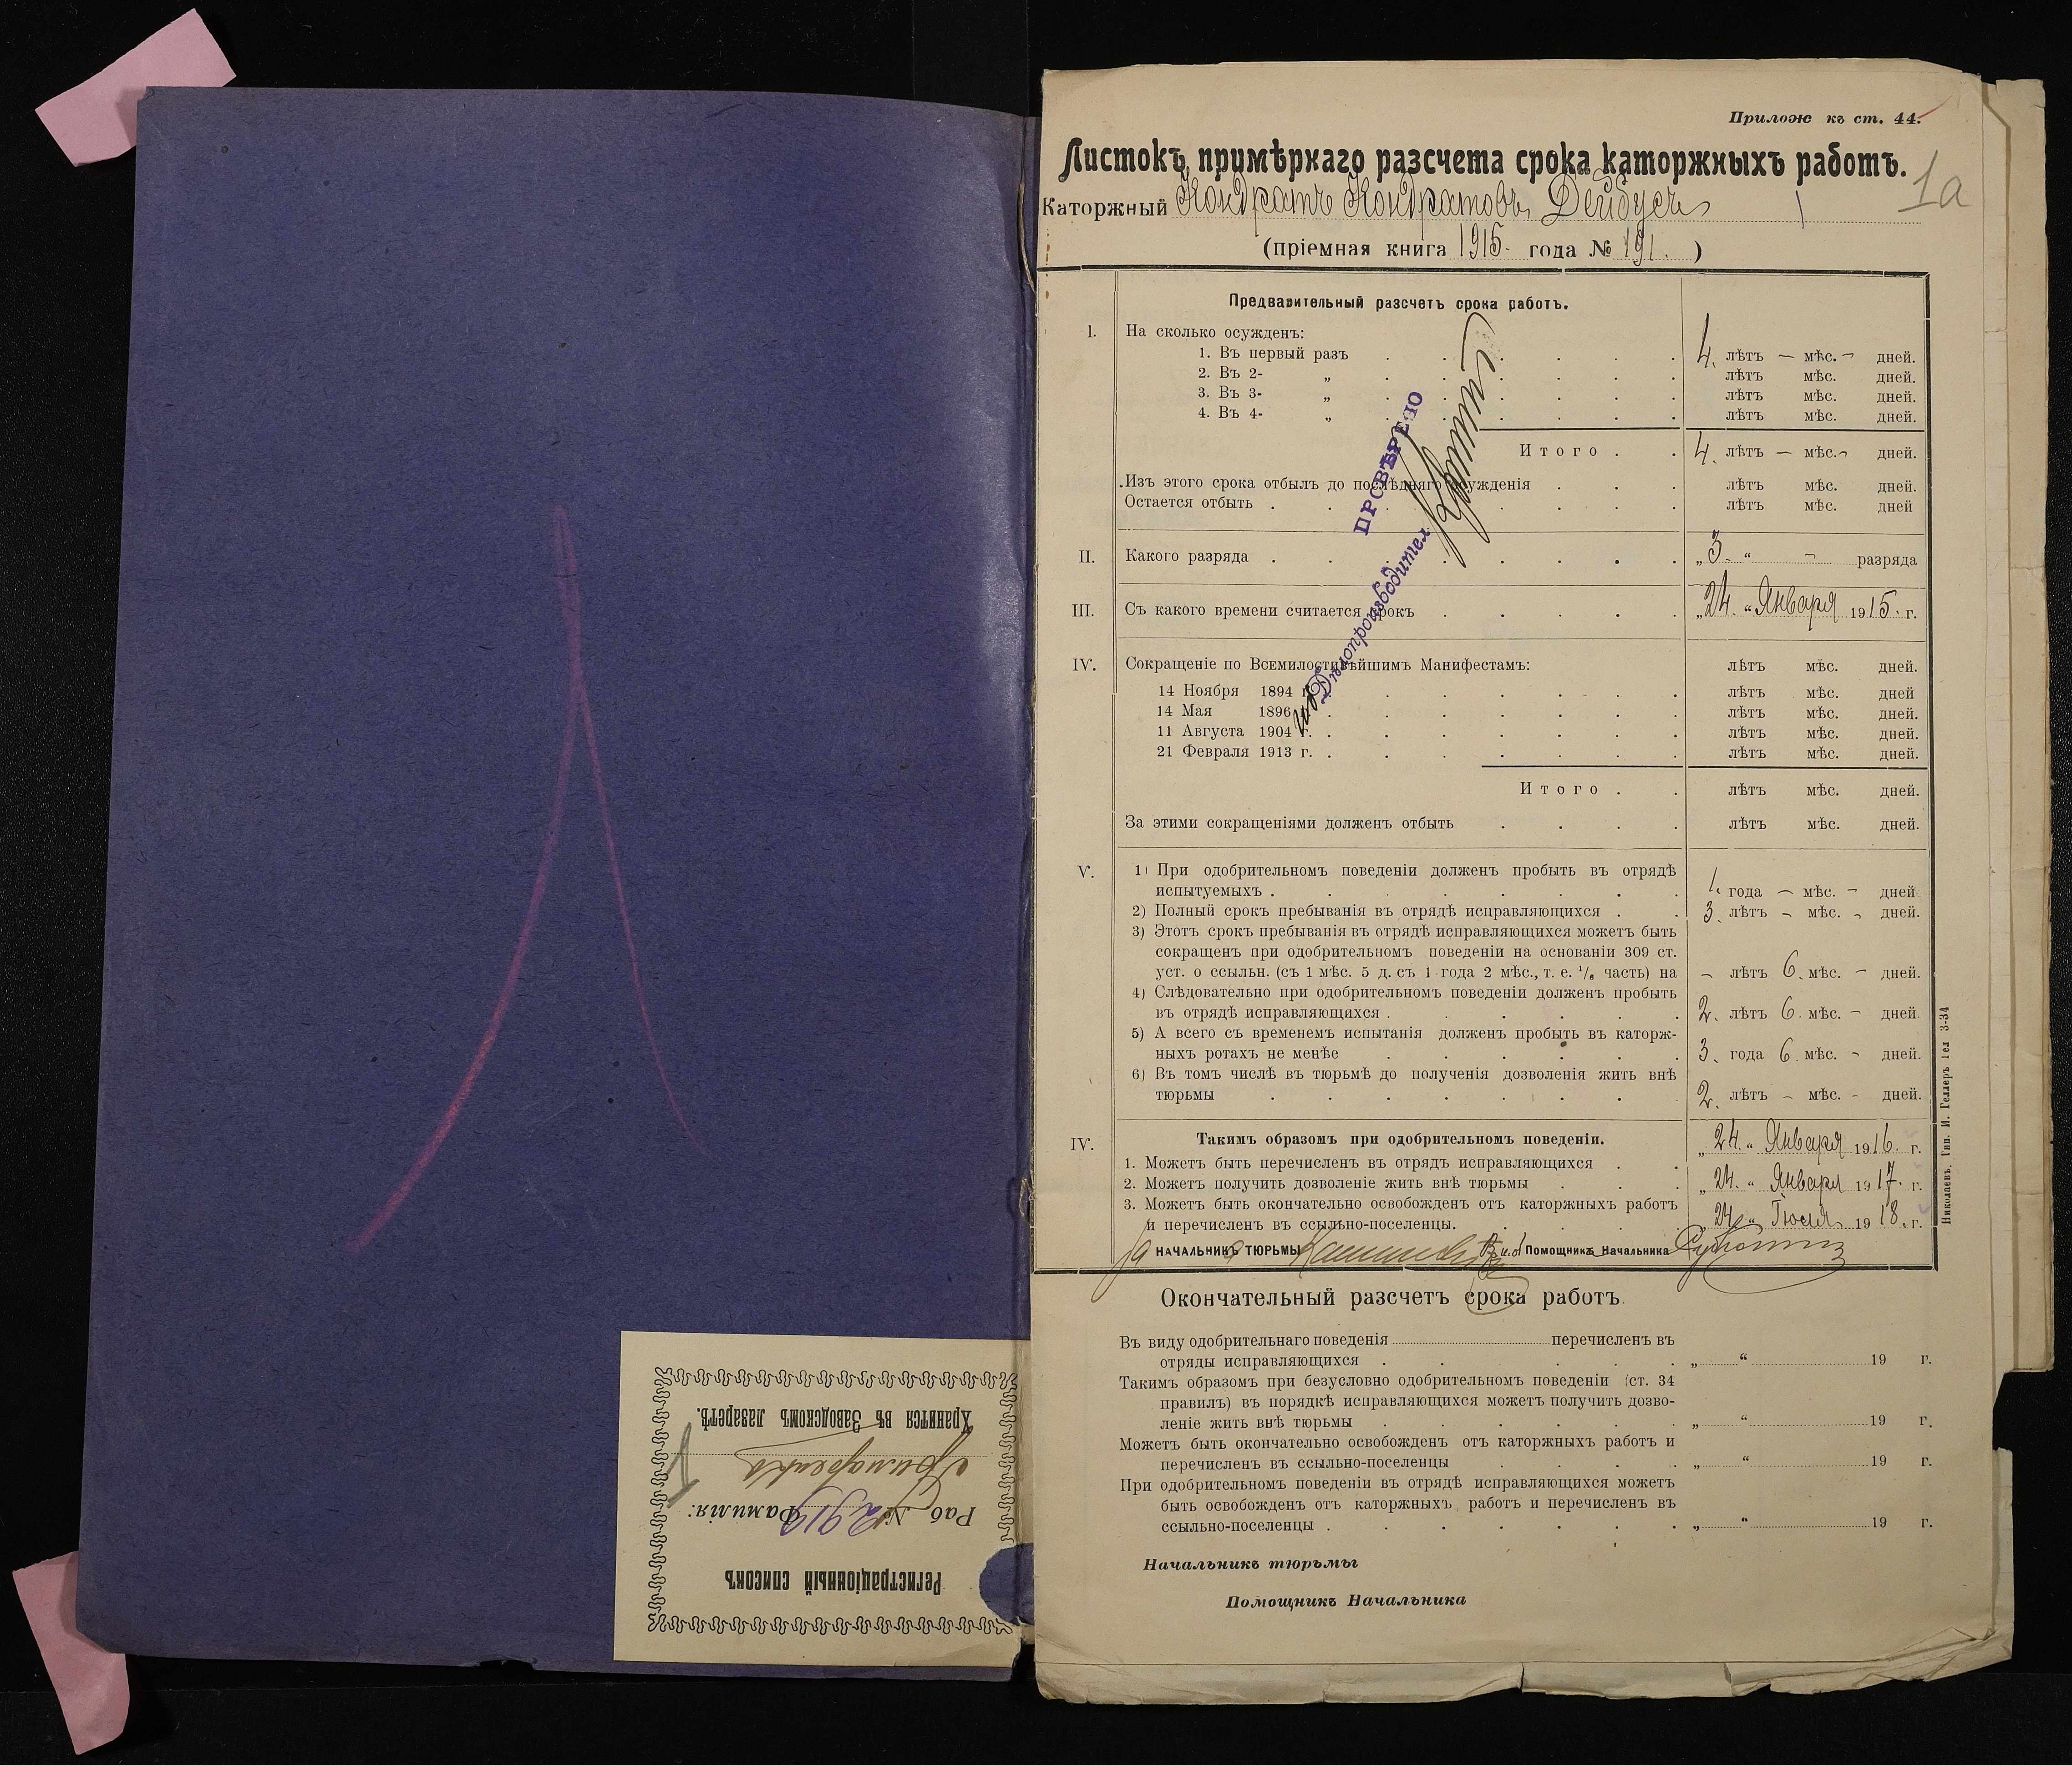 Прилож къ ст. 44.
Листокъ примѣрнаго разсчета срока каторжныхъ работъ.
1а
Каторжный Кондратъ Кондратовъ Дейбусъ
(пріемная книга 1915 года № 191. )
Предварительный разсчетъ срока работъ.
I. На сколько осужденъ:
1. Въ первый разъ 4. лѣтъ — мѣс. — дней.
2. Въ 2- „ лѣтъ мѣс. дней.
3. Въ 3- „ лѣтъ мѣс. дней.
4. Въ 4- „ лѣтъ мѣс. дней.
Итого . 4. лѣтъ — мѣс. — дней.
Изъ этого срока отбылъ до послѣдняго осужденія лѣтъ мѣс. дней.
Остается отбыть . лѣтъ мѣс. дней
ПРОВѢРЕНО
И об Дѣлопроизводител
II. Какого разряда . „ 3. “ — разряда
III. Съ какого времени считается срокъ „ 24. “ Января 1915. г.
IV. Сокращеніе по Всемилостивѣйшимъ Манифестамъ: лѣтъ мѣс. дней.
14 Ноября 1894 г. лѣтъ мѣс. дней
14 Мая 1896 г. лѣтъ мѣс. дней.
11 Августа 1904 г. . лѣтъ мѣс. дней.
21 Февраля 1913 г. . лѣтъ мѣс. дней.
Итого . лѣтъ мѣс. дней.
За этими сокращеніями долженъ отбыть лѣтъ мѣс. дней.
V. 1) При одобрительномъ поведеніи долженъ пробыть въ отрядѣ
испытуемыхъ . 1. года — мѣс. — дней
2) Полный срокъ пребыванія въ отрядѣ исправляющихся . 3. лѣтъ — мѣс. — дней.
3) Этотъ срокъ пребыванія въ отрядѣ исправляющихся можетъ быть
сокращенъ при одобрительномъ поведеніи на основаніи 309 ст.
уст. о ссыльн. (съ 1 мѣс. 5 д. съ 1 года 2 мѣс., т. е. 1/6 часть) на — лѣтъ 6. мѣс. — дней.
4) Слѣдовательно при одобрительномъ поведеніи долженъ пробыть
въ отрядѣ исправляющихся . 2. лѣтъ 6. мѣс. — дней.
5) А всего съ временемъ испытанія долженъ пробыть въ каторж-
ныхъ ротахъ не менѣе 3. года 6. мѣс. — дней.
6) Въ томъ числѣ въ тюрьмѣ до полученія дозволенія жить внѣ
тюрьмы 2. лѣтъ — мѣс. - дней.
IV. Такимъ образомъ при одобрительномъ поведеніи.
1. Можетъ быть перечисленъ въ отрядъ исправляющихся . „ 24. “ Января 1916. г.
2. Можетъ получить дозволеніе жить внѣ тюрьмы „ 24. “ Января 1917. г.
3. Можетъ быть окончательно освобожденъ отъ каторжныхъ работъ
и перечисленъ въ ссыльно-поселенцы. „ 24 “ Іюля 1918. г.
За НАЧАЛЬНИКЪ ТЮРЬМЫ В. и. об Помощникъ Начальника
Николаевъ, Тип. И. Геллеръ Тел 3-34
Окончательный разсчетъ срока работъ.
Въ виду одобрительнаго поведенія перечисленъ въ
отряды исправляющихся . „ “ 19 г.
Такимъ образомъ при безусловно одобрительномъ поведеніи (ст. 34
правилъ) въ порядкѣ исправляющихся можетъ получить дозво-
леніе жить внѣ тюрьмы „ “ 19 г.
Можетъ быть окончательно освобожденъ отъ каторжныхъ работъ и
перечисленъ въ ссыльно-поселенцы „ “ 19 г.
При одобрительномъ поведеніи въ отрядѣ исправляющихся можетъ
быть освобожденъ отъ каторжныхъ работъ и перечисленъ въ
ссыльно-поселенцы . „ “ 19 г.
Начальникъ тюрьмы
Помощникъ Начальника
Регистраціонный списокъ
Раб № 2919 Фамилія:
1
Хранится въ Заводскомъ лазаретѣ.